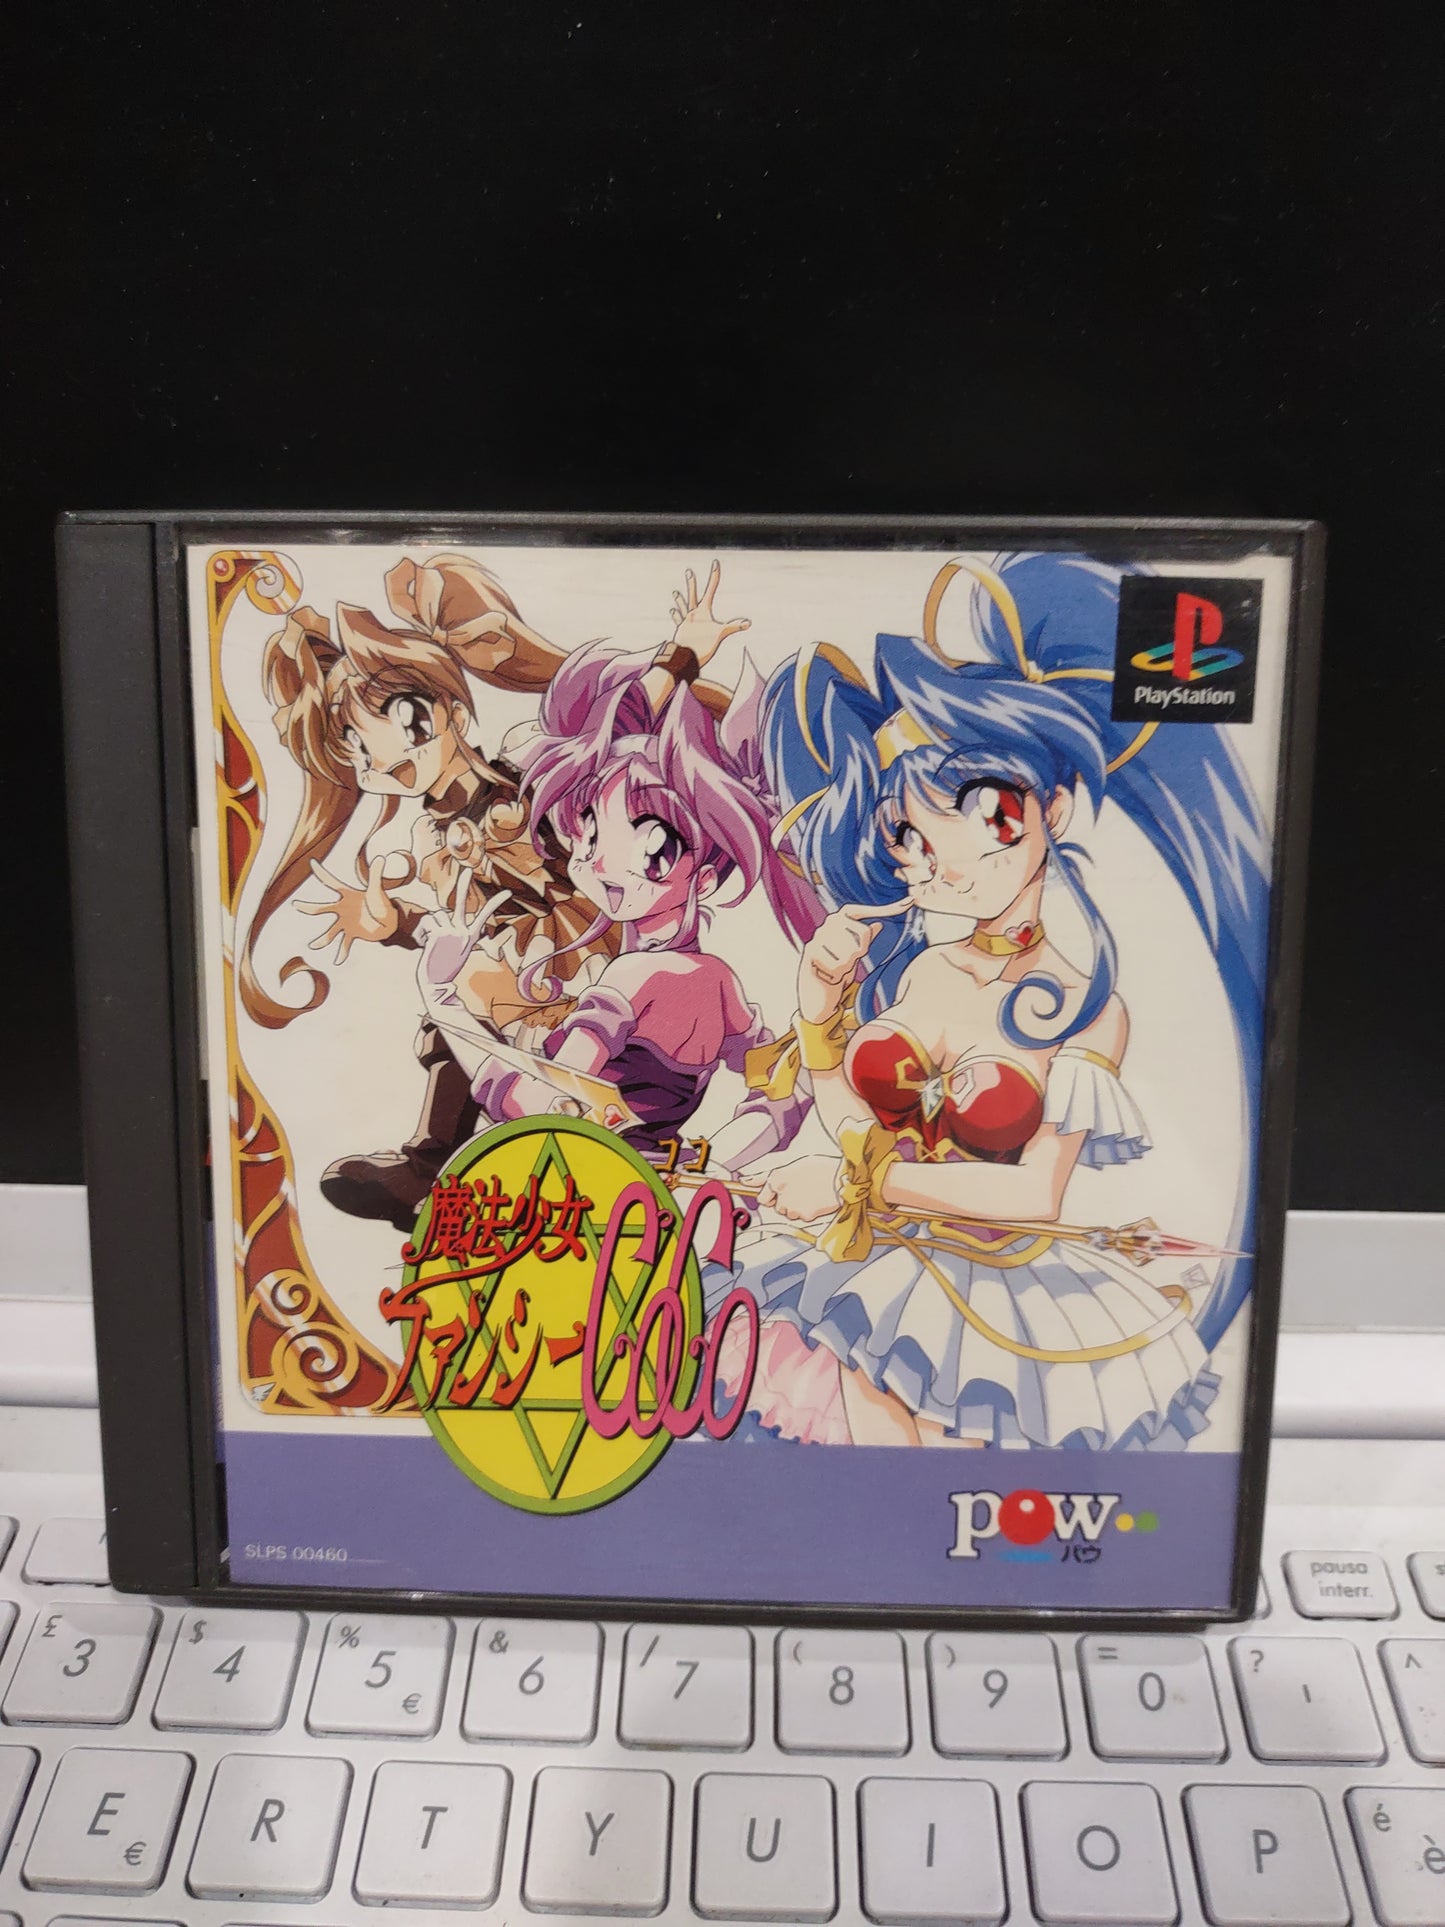 PlayStation
魔法少女
ファンシー
ココ
CoCo
pow
パウ
SLPS 00460
pausa
interr.
£ 3
$ 4
% 5 €
& 6
/ 7
( 8
) 9
= 0
? '
^
E €
R
T
Y
U
I
O
P
é
è